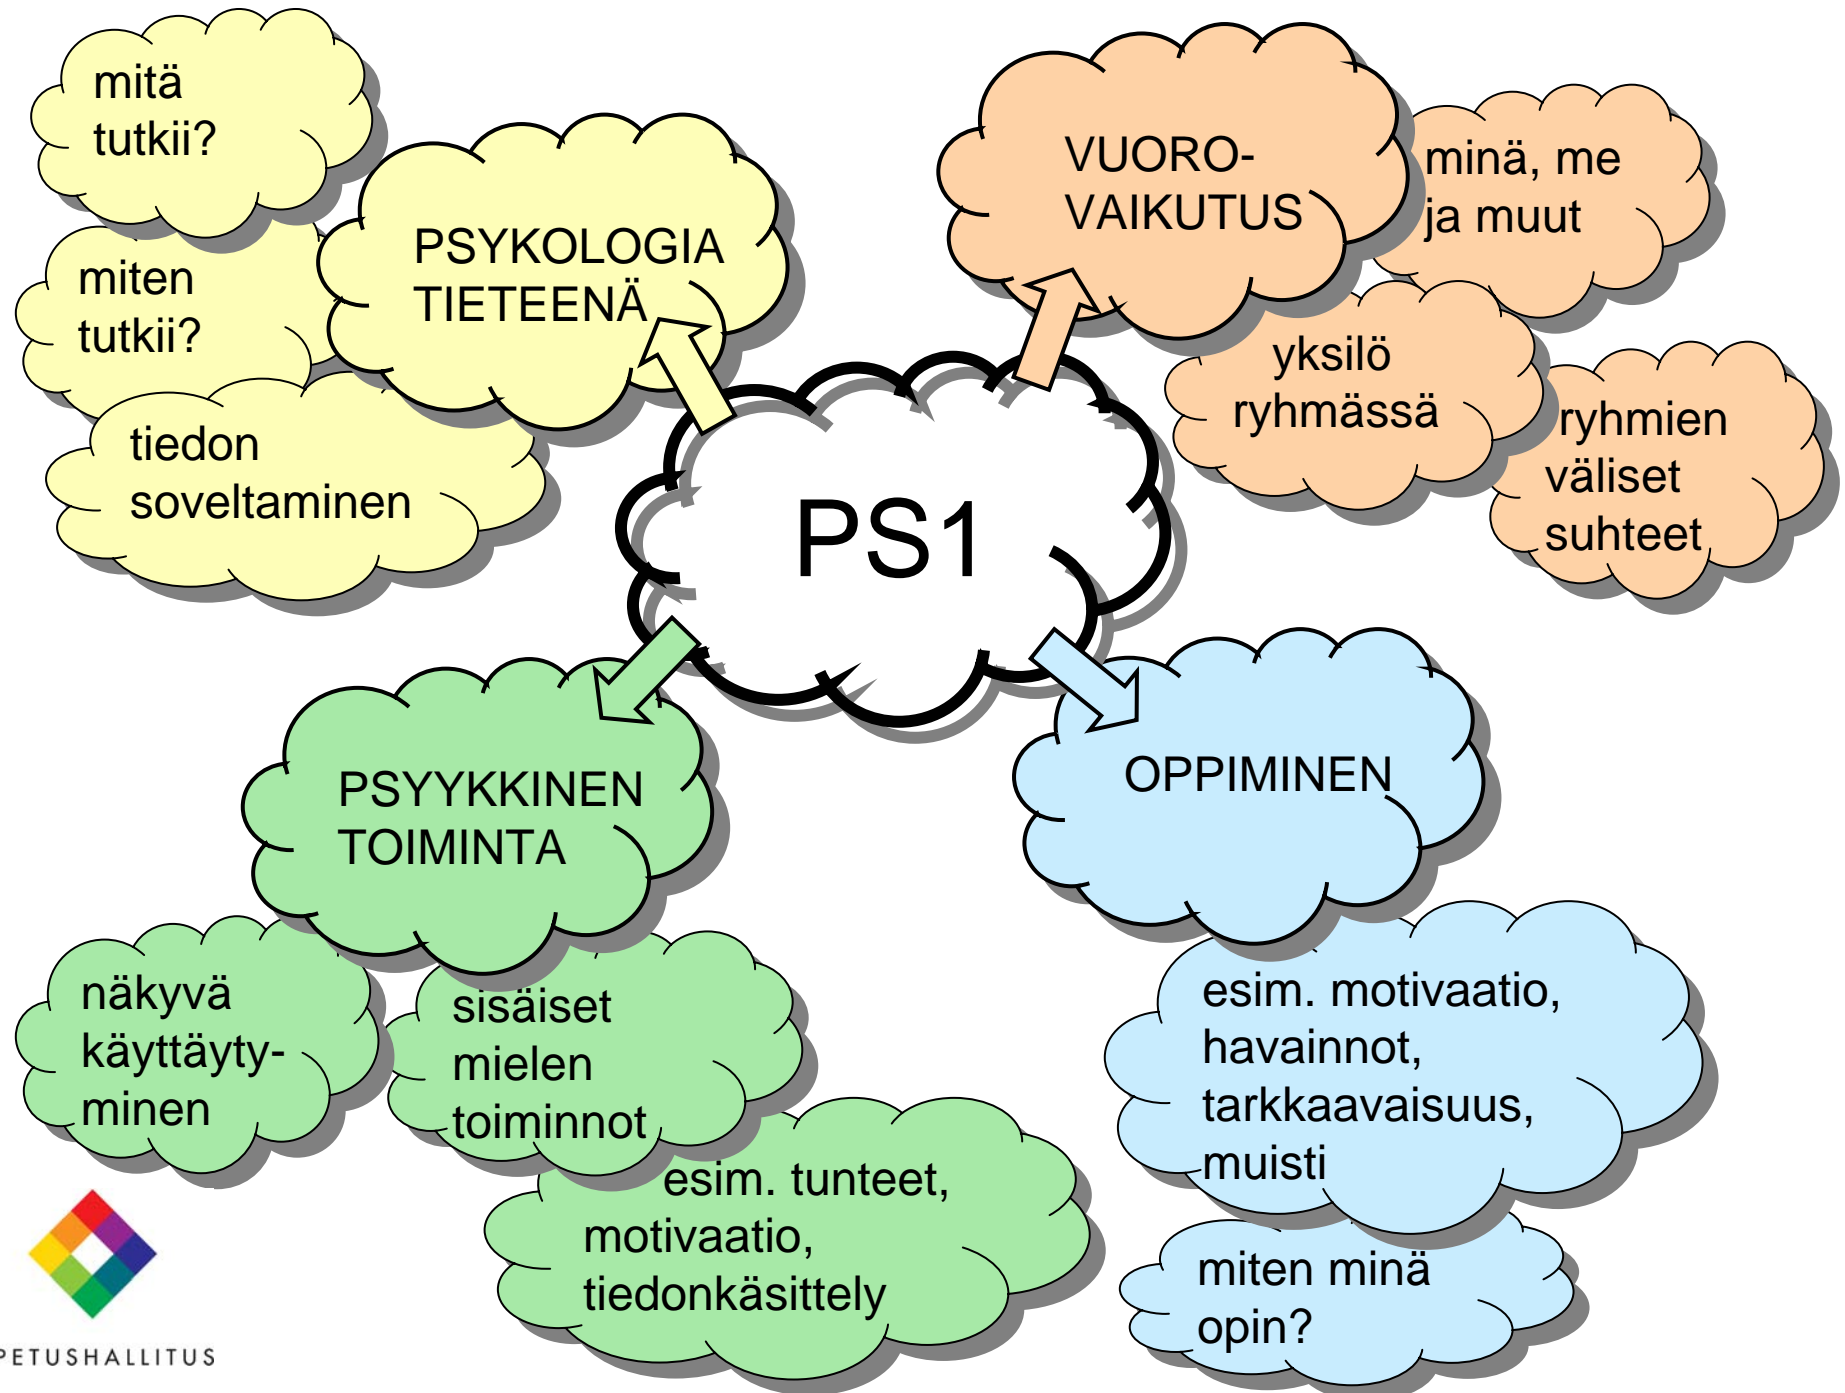 mitä
tutkii?
miten
tutkii?
tiedon
soveltaminen
PSYKOLOGIA
TIETEENÄ
VUORO-
VAIKUTUS
minä, me
ja muut
yksilö
ryhmässä
ryhmien
väliset
suhteet
PS1
PSYYKKINEN
TOIMINTA
näkyvä
käyttäyty-
minen
sisäiset
mielen
toiminnot
esim. tunteet,
motivaatio,
tiedonkäsittely
OPPIMINEN
esim. motivaatio,
havainnot,
tarkkaavaisuus,
muisti
miten minä
opin?
PETUSHALLITUS